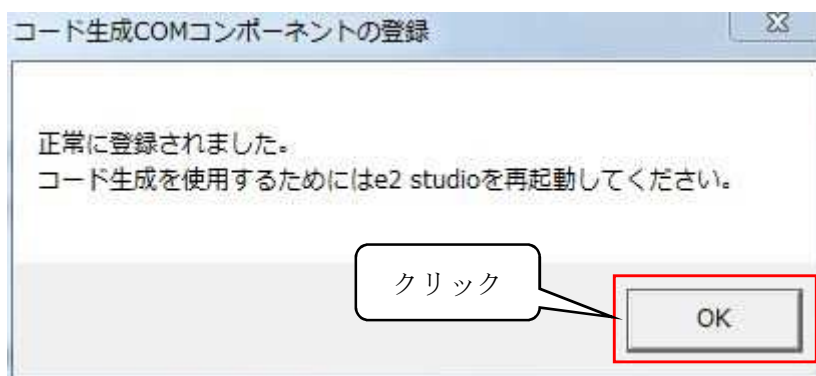 コード生成COMコンポーネントの登録
正常に登録されました。
コード生成を使用するためにはe2 studioを再起動してください。
クリック
OK